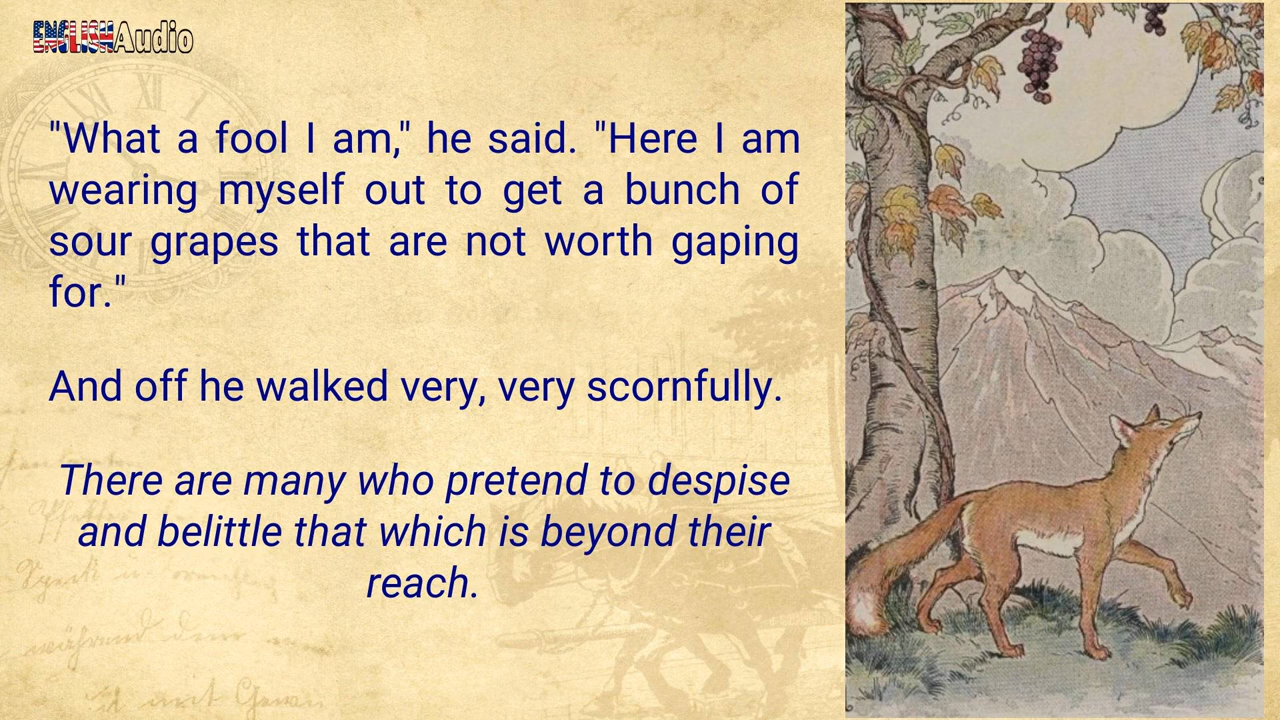 ENGLISHAudio
"What a fool I am," he said. "Here I am
wearing myself out to get a bunch of
sour grapes that are not worth gaping
for."
And off he walked very, very scornfully.
There are many who pretend to despise
and belittle that which is beyond their
reach.
während